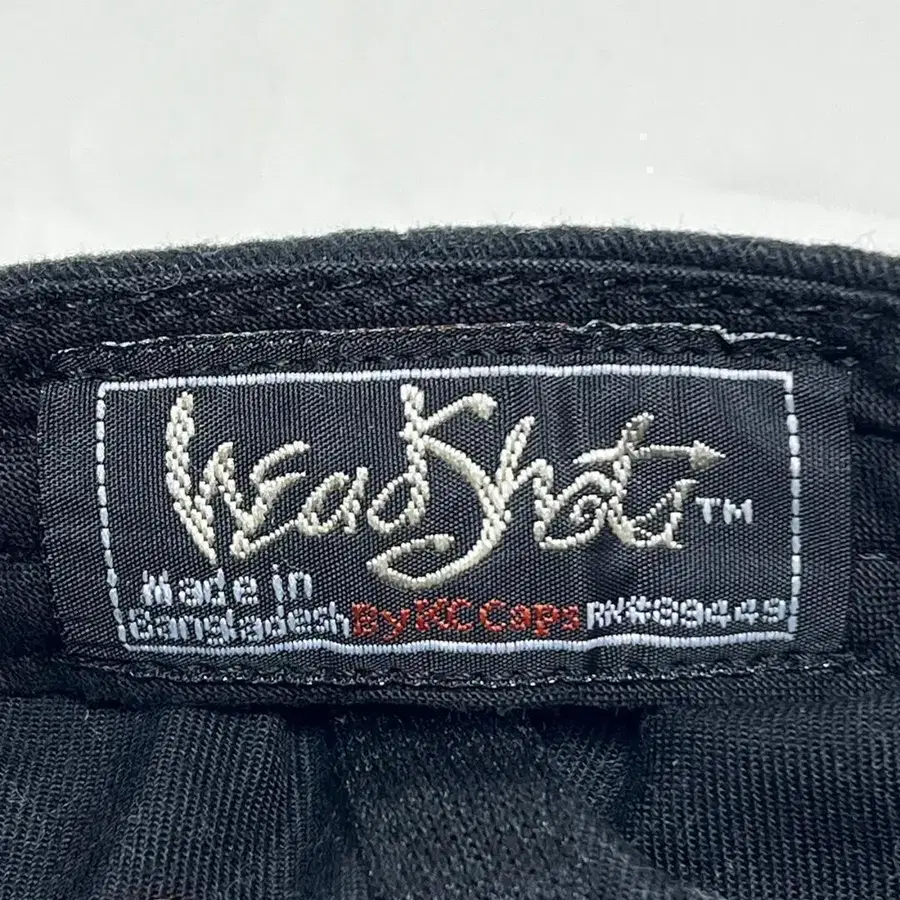 HeadShots™
Made in
Bangladesh By KC Caps RN#89449